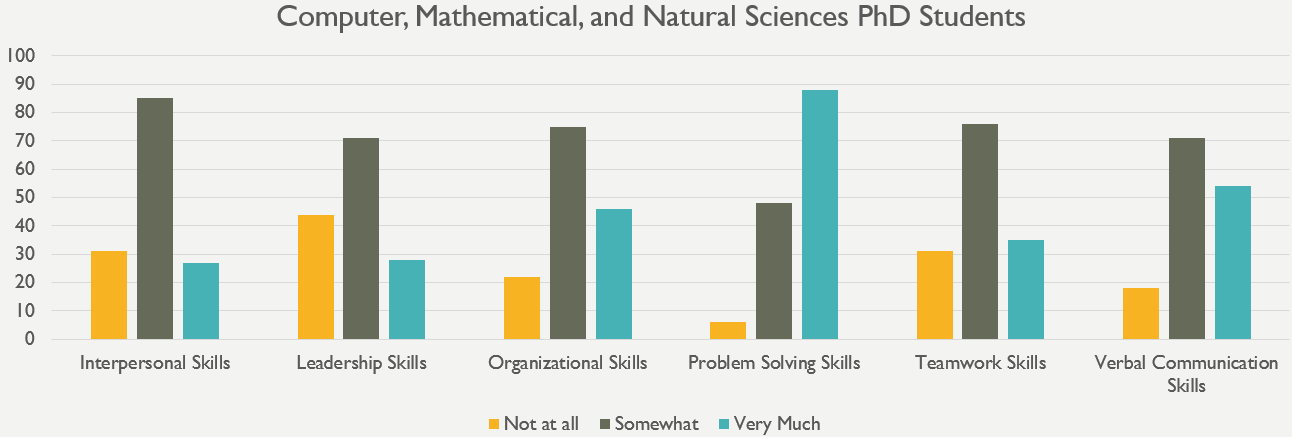 Computer, Mathematical, and Natural Sciences PhD Students
100
90
80
70
60
50
40
30
20
10
0
Interpersonal Skills
Leadership Skills
Organizational Skills
Problem Solving Skills
Teamwork Skills
Verbal Communication
Skills
Not at all
Somewhat
Very Much